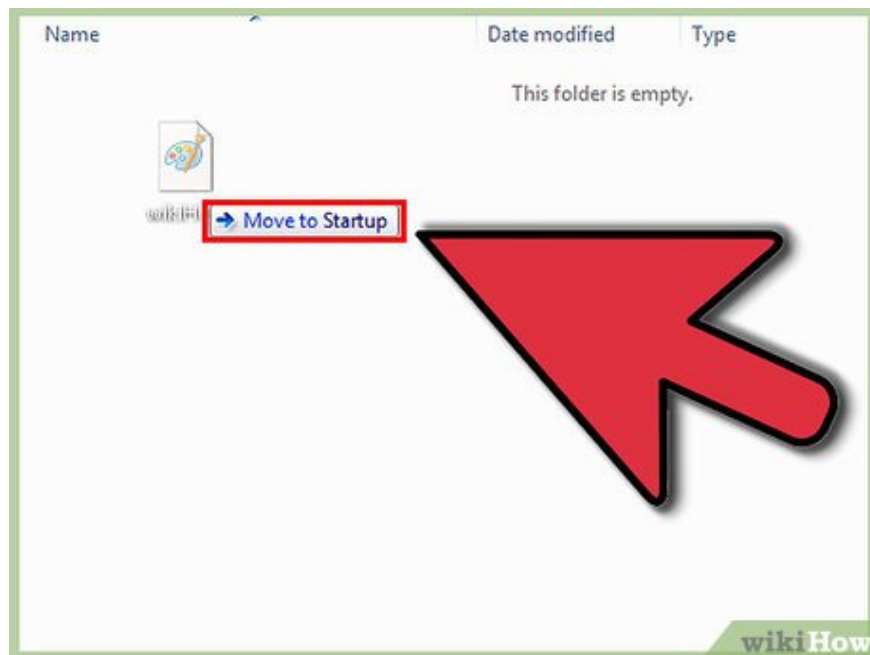 Name Date modified Type
This folder is empty.
Move to Startup
wikiHow